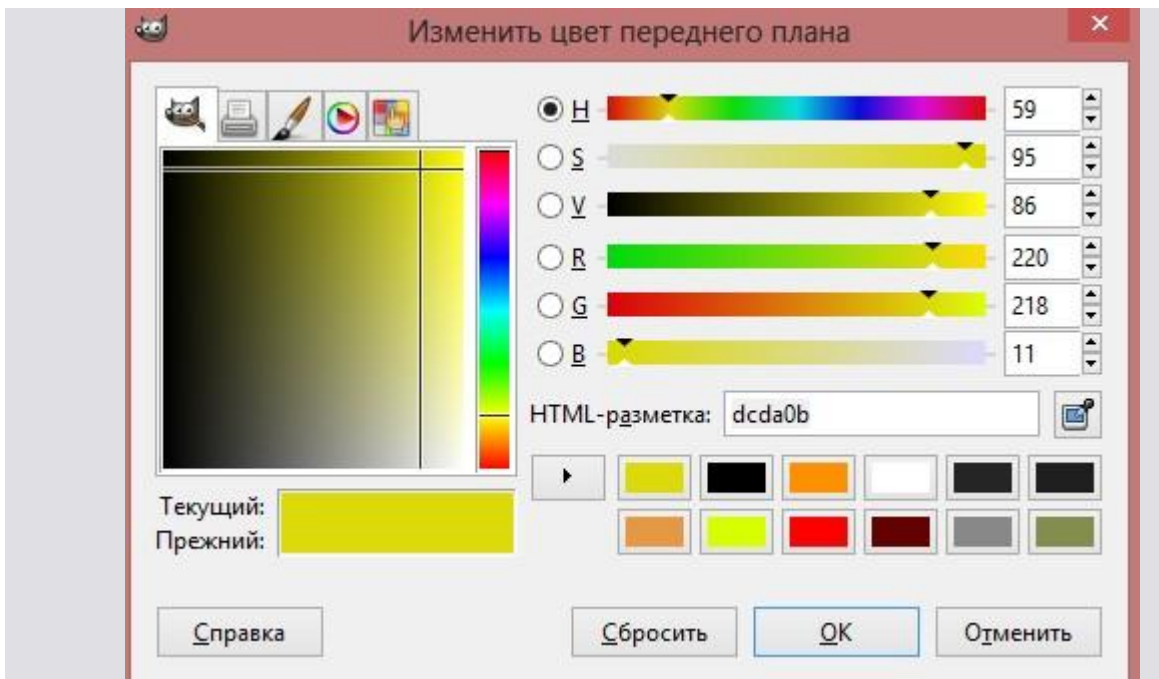 Изменить цвет переднего плана
H 59
S 95
V 86
R 220
G 218
B 11
HTML-разметка: dcda0b
Текущий:
Прежний:
Справка Сбросить OK Отменить